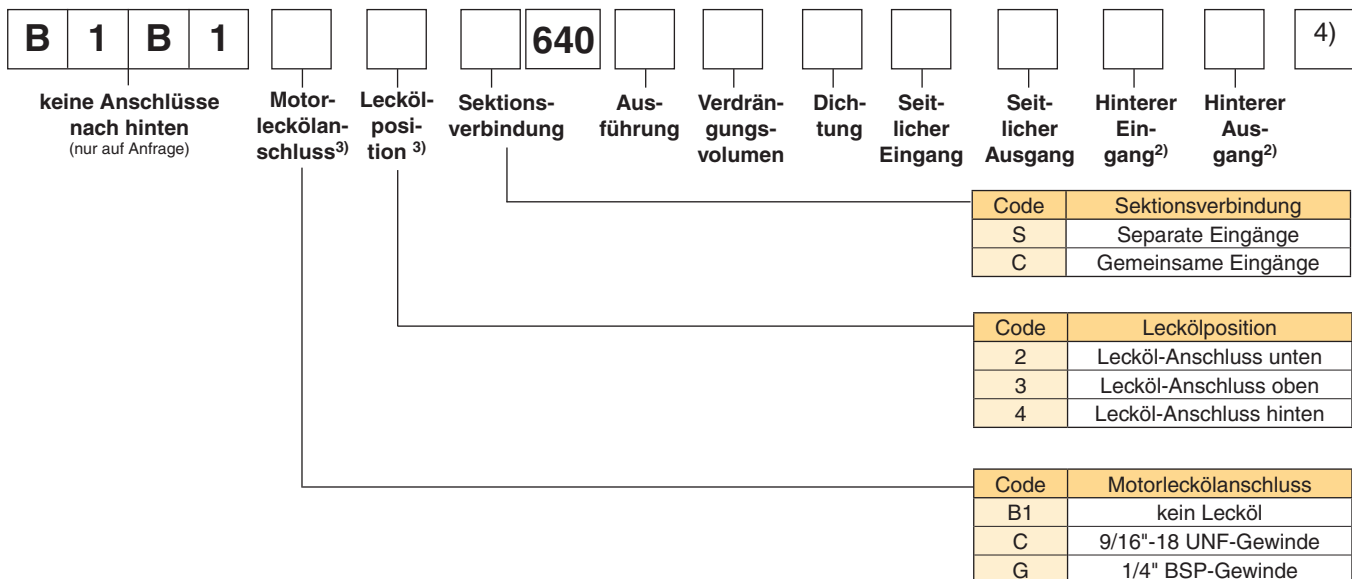 B 1 B 1 640 4)
keine Anschlüsse
nach hinten
(nur auf Anfrage)
Motor-
leckölan-
schluss3)
Lecköl-
posi-
tion 3)
Sektions-
verbindung
Aus-
führung
Verdrän-
gungs-
volumen
Dich-
tung
Seit-
licher
Eingang
Seit-
licher
Ausgang
Hinterer
Ein-
gang2)
Hinterer
Aus-
gang2)
Code Sektionsverbindung
S Separate Eingänge
C Gemeinsame Eingänge
Code Leckölposition
2 Lecköl-Anschluss unten
3 Lecköl-Anschluss oben
4 Lecköl-Anschluss hinten
Code Motorleckölanschluss
B1 kein Lecköl
C 9/16"-18 UNF-Gewinde
G 1/4" BSP-Gewinde